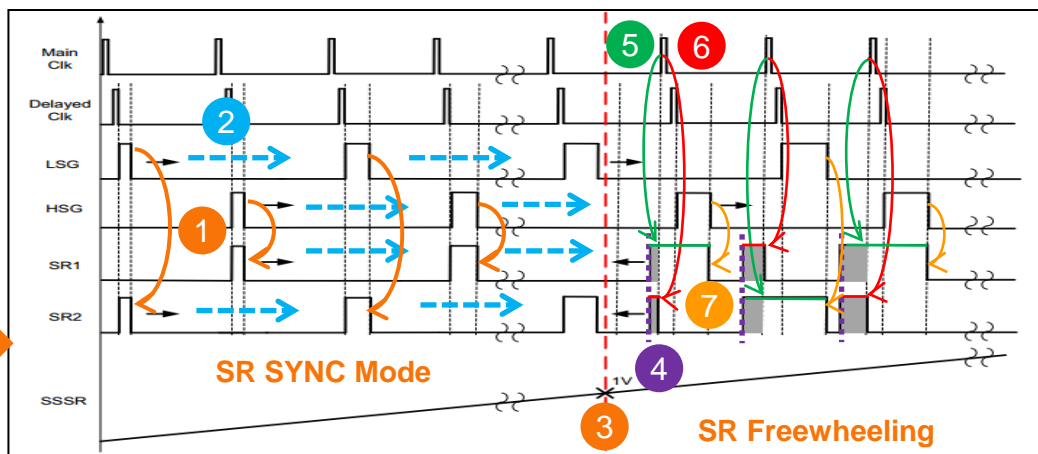 5
6
Main
Clk
Delayed
Clk
2
LSG
HSG
1
SR1
SR2
7
SR SYNC Mode
4
1V
SSSR
3
SR Freewheeling